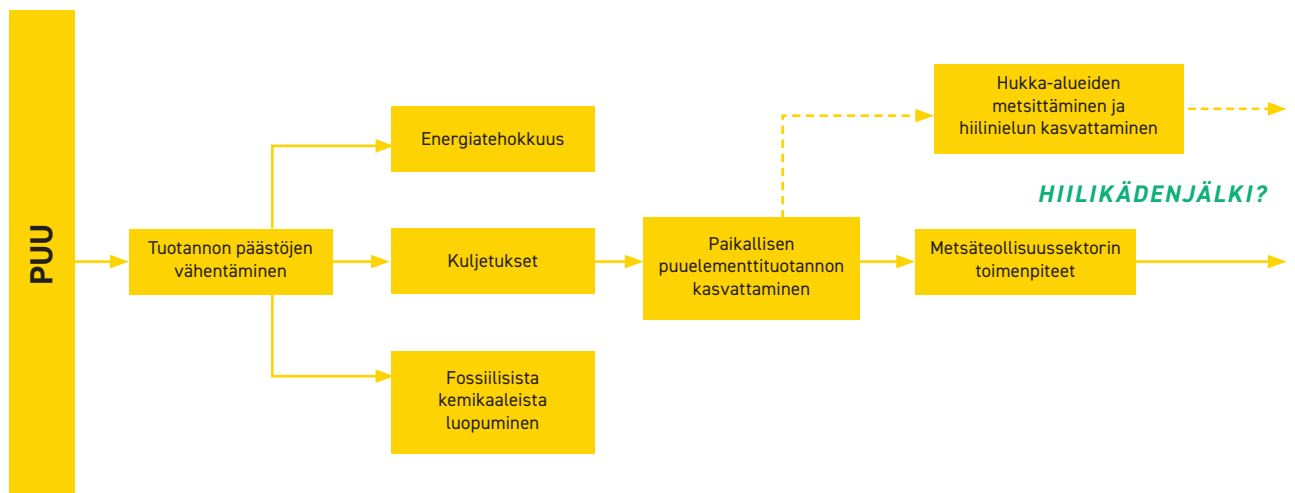 PUU
Tuotannon päästöjen
vähentäminen
Energiatehokkuus
Kuljetukset
Fossiilisista
kemikaaleista
luopuminen
Paikallisen
puuelementtituotannon
kasvattaminen
Hukka-alueiden
metsittäminen ja
hiilinielun kasvattaminen
HIILIKÄDENJÄLKI?
Metsäteollisuussektorin
toimenpiteet